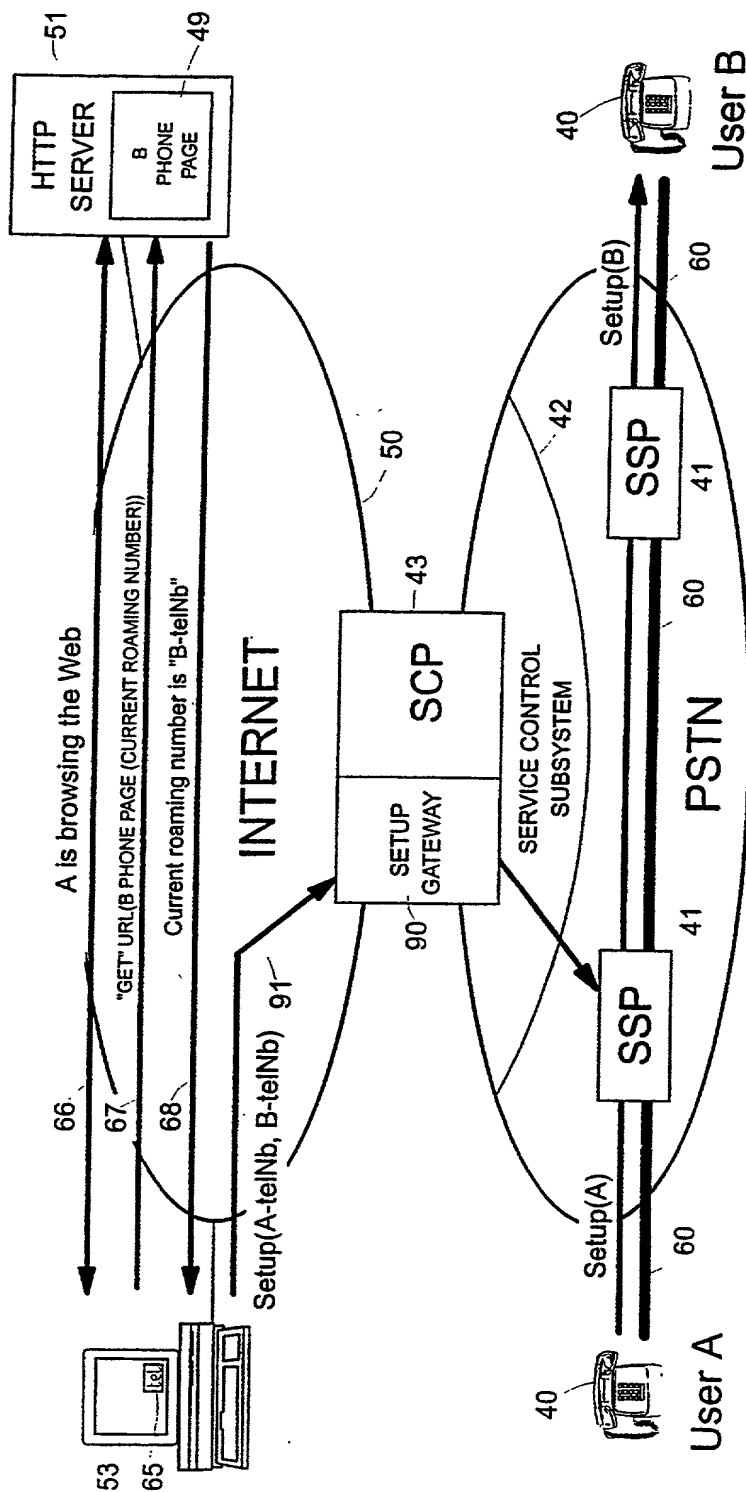 51
49
HTTP
SERVER
B
PHONE
PAGE
A is browsing the Web
66
"GET" URL(B PHONE PAGE (CURRENT ROAMING NUMBER))
67
Current roaming number is "B-telNb"
68
53
65
tel
INTERNET
50
Setup(A-telNb, B-telNb)
91
SETUP
GATEWAY
SCP
43
90
SERVICE CONTROL
SUBSYSTEM
42
Setup(A)
Setup(B)
40
40
SSP
SSP
41
41
60
60
60
PSTN
User A
User B